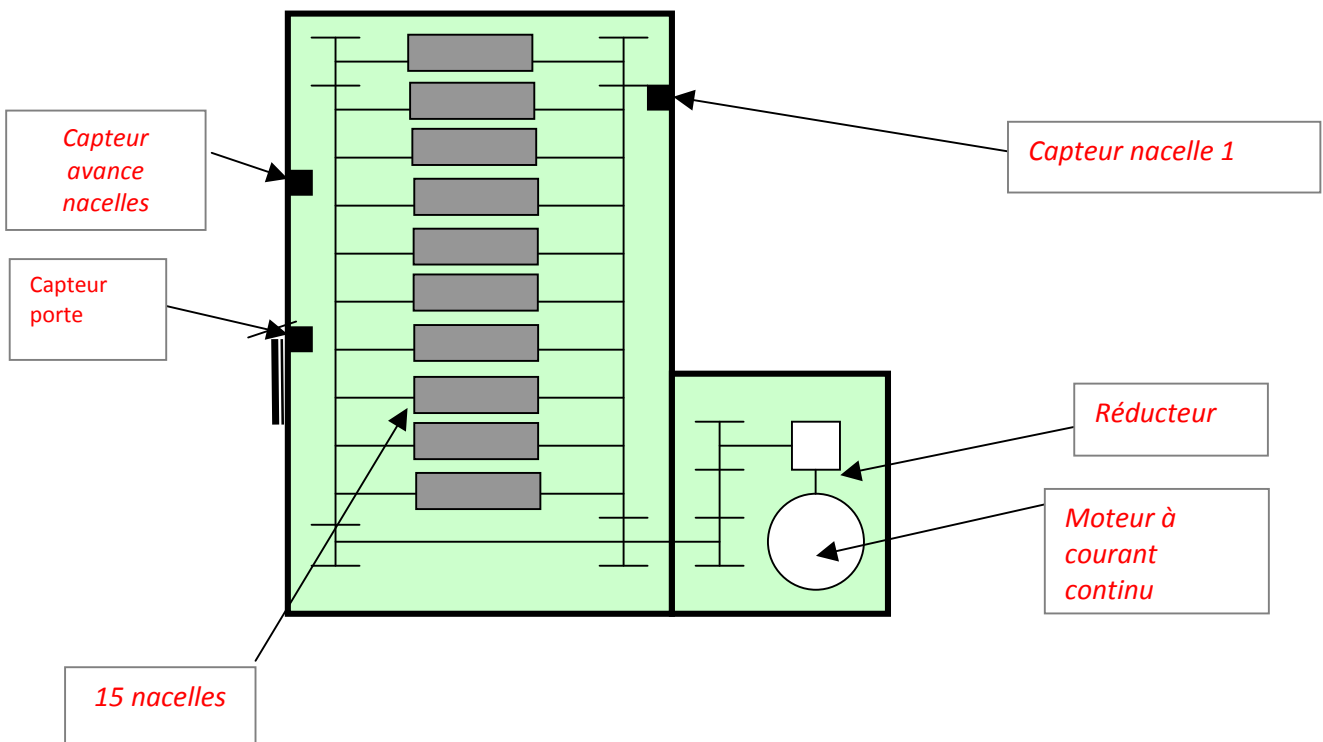 Capteur
avance
nacelles
Capteur nacelle 1
Capteur
porte
Réducteur
Moteur à
courant
continu
15 nacelles